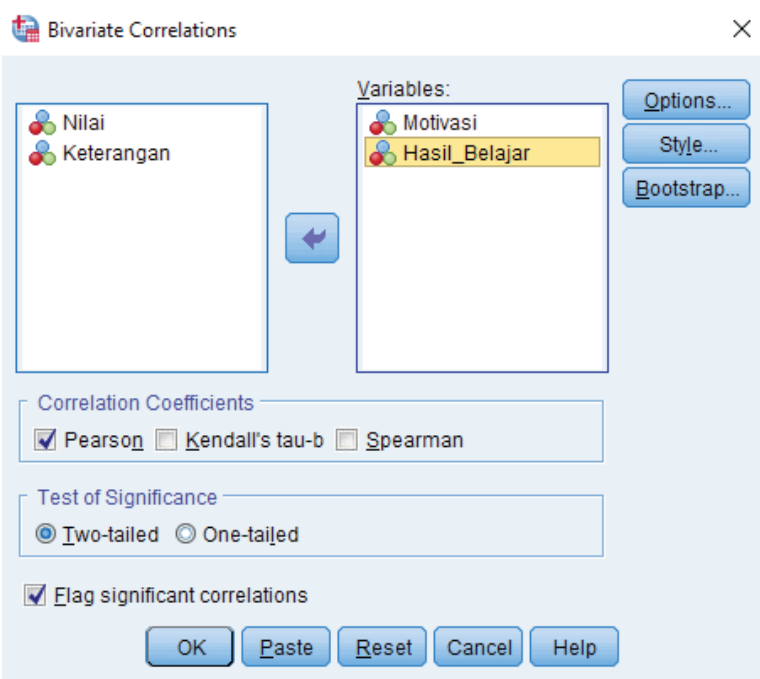 Bivariate Correlations
Variables:
Nilai
Keterangan
Motivasi
Hasil_Belajar
Options...
Style...
Bootstrap...
Correlation Coefficients
Pearson Kendall's tau-b Spearman
Test of Significance
Two-tailed One-tailed
Flag significant correlations
OK Paste Reset Cancel Help